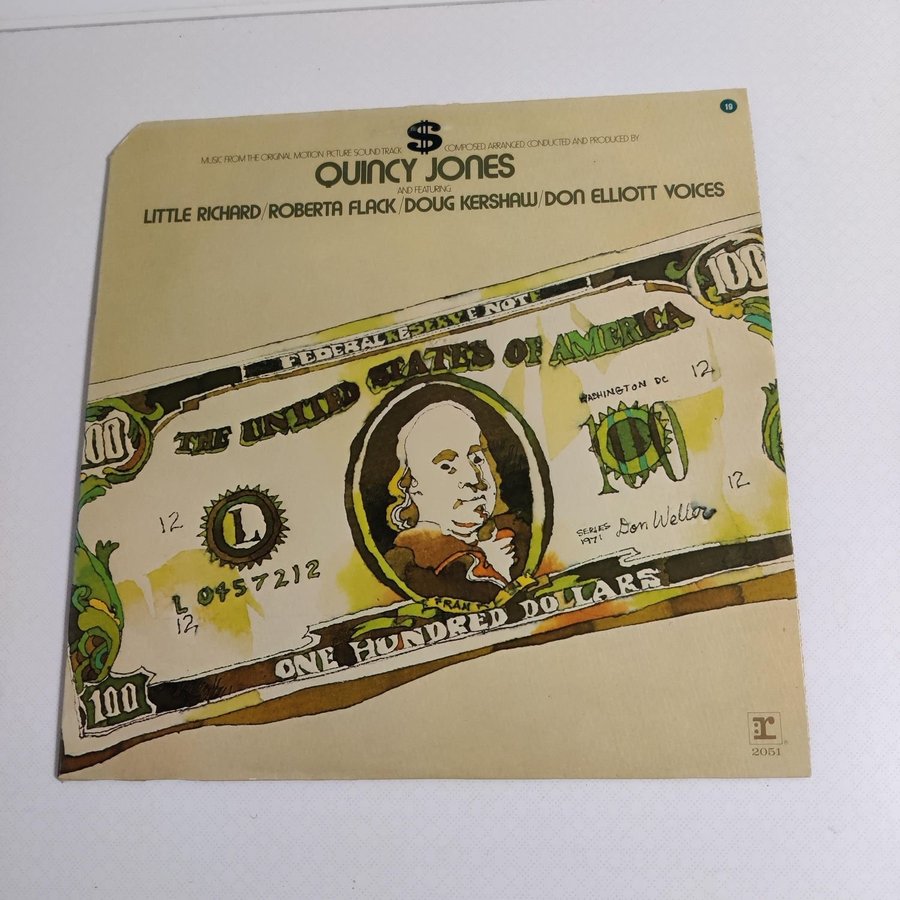 19
$
MUSIC FROM THE ORIGINAL MOTION PICTURE SOUND TRACK COMPOSED ARRANGED CONDUCTED AND PRODUCED BY
QUINCY JONES
AND FEATURING
LITTLE RICHARD/ROBERTA FLACK/DOUG KERSHAW/DON ELLIOTT VOICES
100
FEDERAL RESERVE NOTE
THE UNITED STATES OF AMERICA
WASHINGTON DC
12
100
100
12
L
12
SERIES
1971
Don Weller
L 0457212
12
FRAN
ONE HUNDRED DOLLARS
100
r
2051